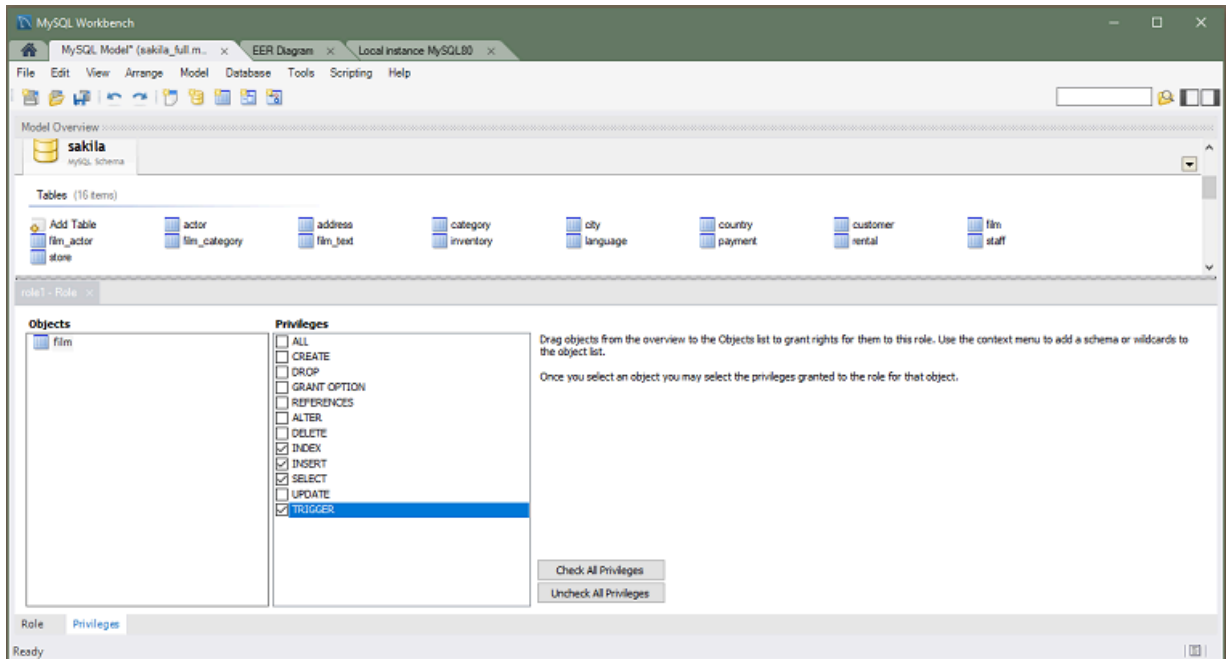 MySQL Workbench
MySQL Model* (sakila_full.m.. × EER Diagram × Local instance MySQL80 ×
File Edit View Arrange Model Database Tools Scripting Help
Model Overview
sakila
MySQL Schema
Tables (16 items)
Add Table actor address category city country customer film
film_actor film_category film_text inventory language payment rental staff
store
role1 - Role ×
Objects Privileges
film
ALL
CREATE
DROP
GRANT OPTION
REFERENCES
ALTER
DELETE
INDEX
INSERT
SELECT
UPDATE
TRIGGER
Drag objects from the overview to the Objects list to grant rights for them to this role. Use the context menu to add a schema or wildcards to
the object list.
Once you select an object you may select the privileges granted to the role for that object.
Check All Privileges
Uncheck All Privileges
Role Privileges
Ready